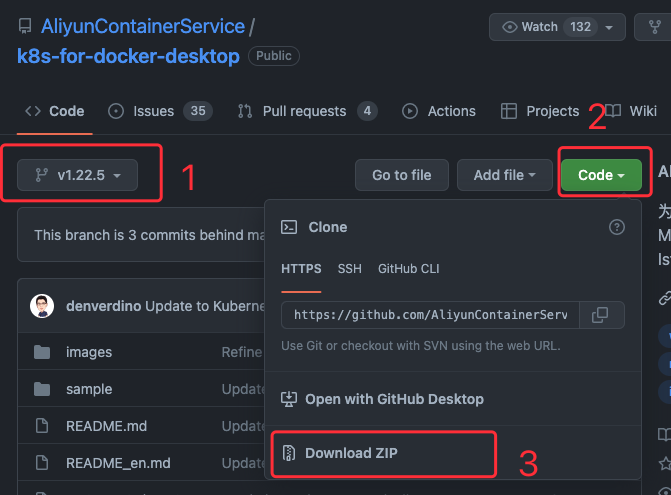 AliyunContainerService /
k8s-for-docker-desktop Public
Watch 132
Code Issues 35 Pull requests 4 Actions Projects Wiki
2
v1.22.5 1 Go to file Add file Code
This branch is 3 commits behind
Clone
HTTPS SSH GitHub CLI
https://github.com/AliyunContainerServ
Use Git or checkout with SVN using the web URL.
denverdino Update to Kuberne
images Refine
sample Update
Open with GitHub Desktop
README.md Update
Download ZIP 3
README_en.md Update
为